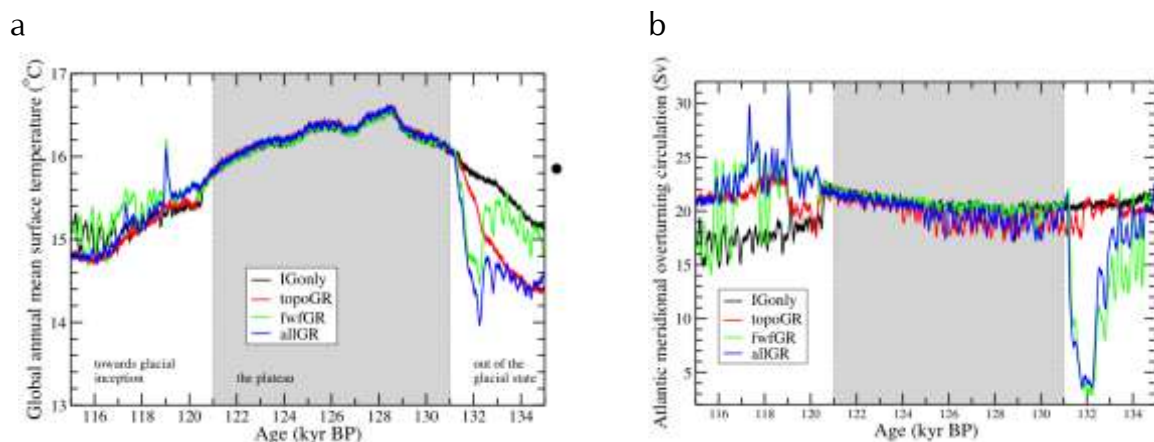 a
b
Global annual mean surface temperature (°C)
17
16
15
14
13
IGonly
topoGR
fwfGR
allGR
towards glacial
inception
the plateau
out of the
glacial state
116 118 120 122 124 126 128 130 132 134
Age (kyr BP)
Atlantic meridional overturning circulation (Sv)
30
25
20
15
10
5
IGonly
topoGR
fwfGR
allGR
116 118 120 122 124 126 128 130 132 134
Age (kyr BP)